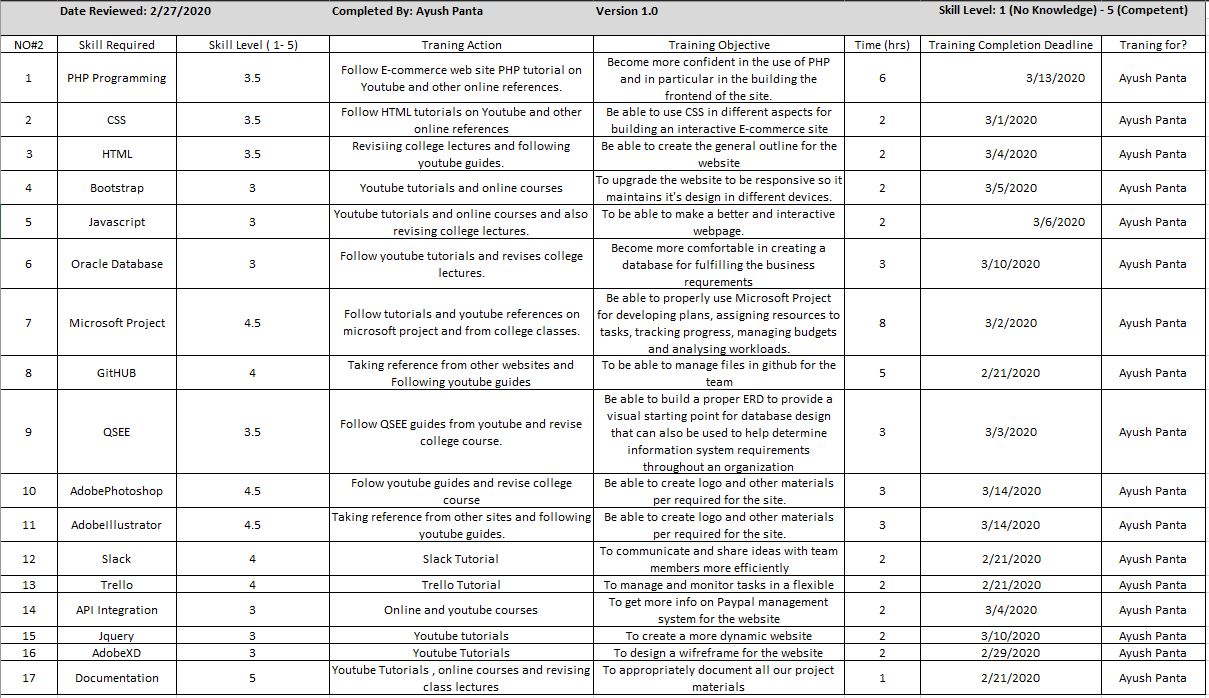 Date Reviewed: 2/27/2020 Completed By: Ayush Panta Version 1.0 Skill Level: 1 (No Knowledge) - 5 (Competent)
NO#2 Skill Required Skill Level ( 1- 5) Traning Action Training Objective Time (hrs) Training Completion Deadline Traning for?
1 PHP Programming 3.5 Follow E-commerce web site PHP tutorial on
Youtube and other online references.
Become more confident in the use of PHP
and in particular in the building the
frontend of the site.
6 3/13/2020 Ayush Panta
2 CSS 3.5 Follow HTML tutorials on Youtube and other
online references
Be able to use CSS in different aspects for
building an interactive E-commerce site
2 3/1/2020 Ayush Panta
3 HTML 3.5 Revisiing college lectures and following
youtube guides.
Be able to create the general outline for the
website
2 3/4/2020 Ayush Panta
4 Bootstrap 3 Youtube tutorials and online courses
To upgrade the website to be responsive so it
maintains it's design in different devices.
2 3/5/2020 Ayush Panta
5 Javascript 3 Youtube tutorials and online courses and also
revising college lectures.
To be able to make a better and interactive
webpage.
2 3/6/2020 Ayush Panta
6 Oracle Database 3 Follow youtube tutorials and revises college
lectures.
Become more comfortable in creating a
database for fulfilling the business
requrements
3 3/10/2020 Ayush Panta
7 Microsoft Project 4.5 Follow tutorials and youtube references on
microsoft project and from college classes.
Be able to properly use Microsoft Project
for developing plans, assigning resources to
tasks, tracking progress, managing budgets
and analysing workloads.
8 3/2/2020 Ayush Panta
8 GitHUB 4 Taking reference from other websites and
Following youtube guides
To be able to manage files in github for the
team
5 2/21/2020 Ayush Panta
9 QSEE 3.5 Follow QSEE guides from youtube and revise
college course.
Be able to build a proper ERD to provide a
visual starting point for database design
that can also be used to help determine
information system requirements
throughout an organization
3 3/3/2020 Ayush Panta
10 AdobePhotoshop 4.5 Folow youtube guides and revise college
course
Be able to create logo and other materials
per required for the site.
3 3/14/2020 Ayush Panta
11 AdobeIllustrator 4.5 Taking reference from other sites and following
youtube guides.
Be able to create logo and other materials
per required for the site.
3 3/14/2020 Ayush Panta
12 Slack 4 Slack Tutorial
To communicate and share ideas with team
members more efficiently
2 2/21/2020 Ayush Panta
13 Trello 4 Trello Tutorial To manage and monitor tasks in a flexible 2 2/21/2020 Ayush Panta
14 API Integration 3 Online and youtube courses
To get more info on Paypal management
system for the website
2 3/4/2020 Ayush Panta
15 Jquery 3 Youtube tutorials To create a more dynamic website 2 3/10/2020 Ayush Panta
16 AdobeXD 3 Youtube Tutorials To design a wifreframe for the website 2 2/29/2020 Ayush Panta
17 Documentation 5 Youtube Tutorials , online courses and revising
class lectures
To appropriately document all our project
materials
1 2/21/2020 Ayush Panta